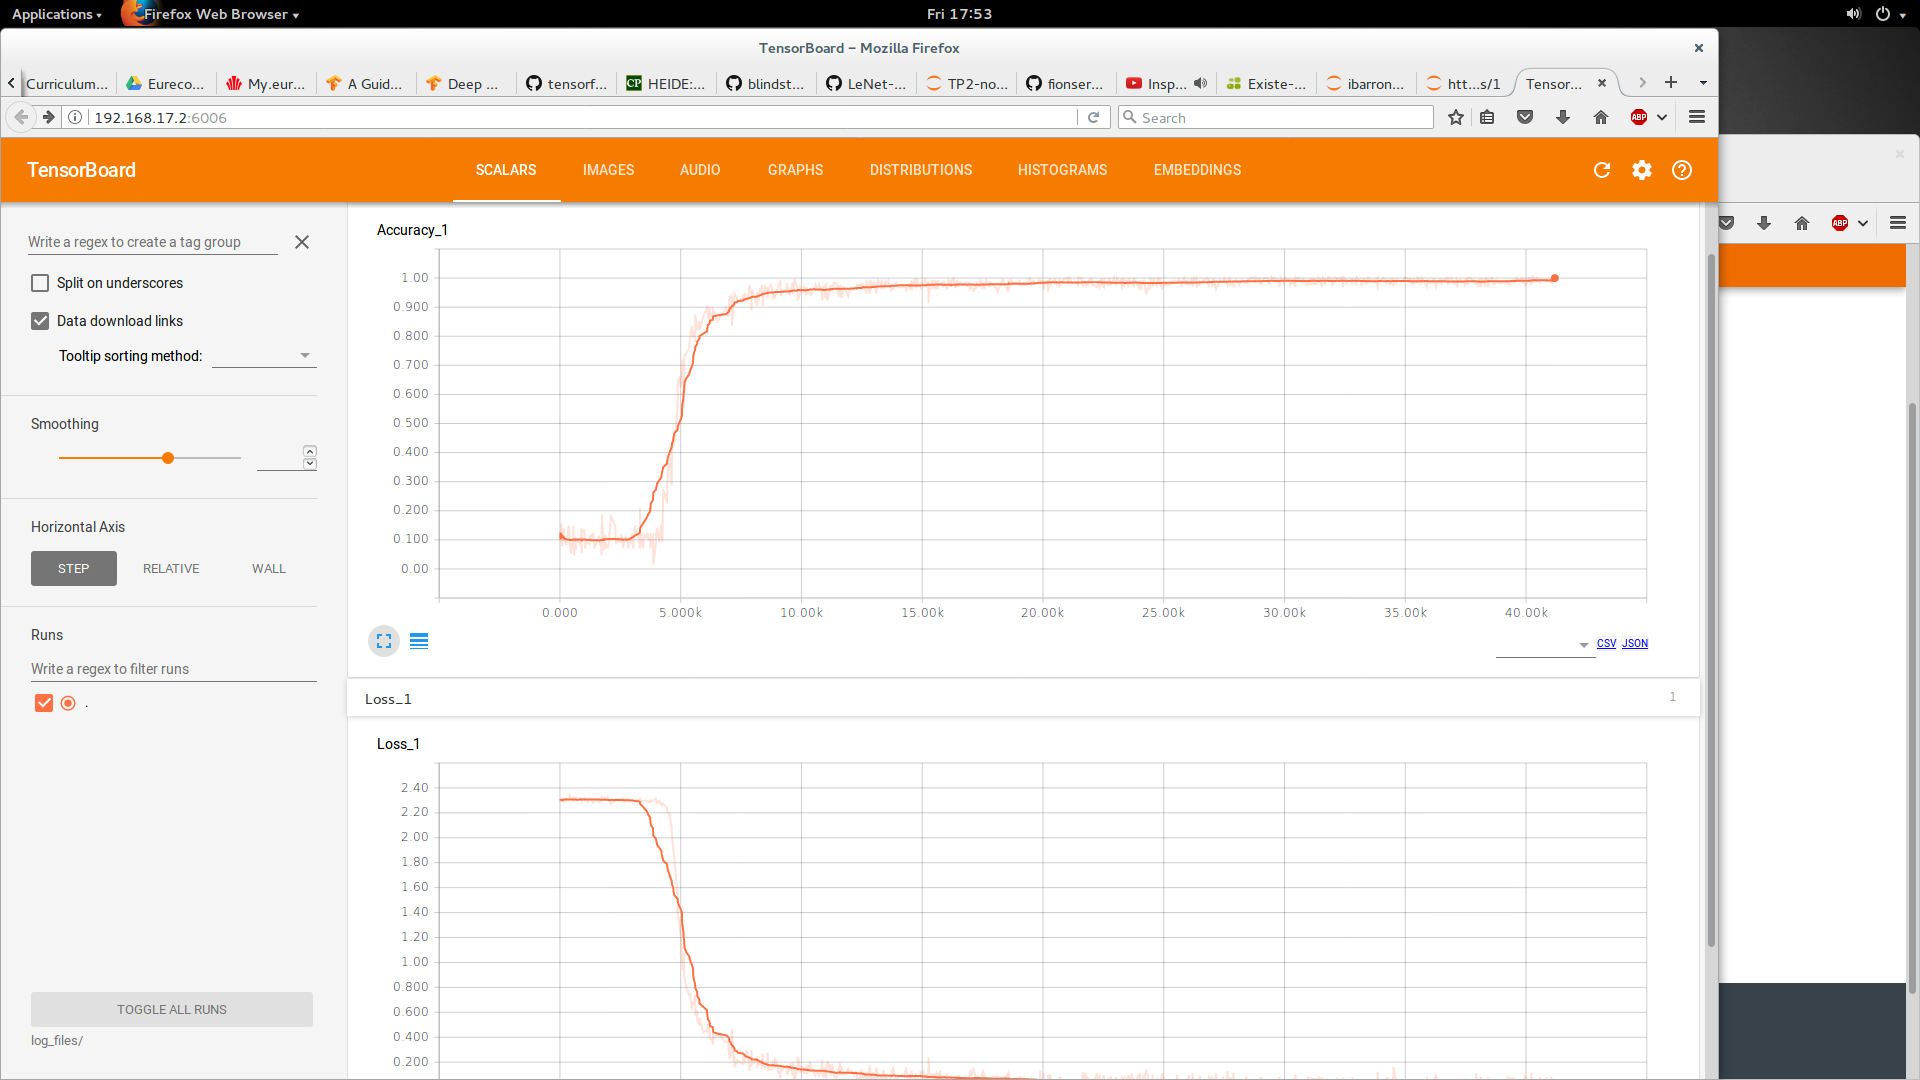 Applications Firefox Web Browser Fri 17:53
TensorBoard – Mozilla Firefox
Curriculum... Eureco... My.eur... A Guid... Deep ... tensorf... HEIDE:... blindst... LeNet-... TP2-no... fionser... Insp... Existe-... ibarron... htt...s/1 Tensor...
192.168.17.2:6006 Search ABP
TensorBoard SCALARS IMAGES AUDIO GRAPHS DISTRIBUTIONS HISTOGRAMS EMBEDDINGS
ABP
Write a regex to create a tag group
Split on underscores
Data download links
Tooltip sorting method:
Smoothing
Horizontal Axis
STEP RELATIVE WALL
Runs
Write a regex to filter runs
.
TOGGLE ALL RUNS
log_files/
Accuracy_1
1.00
0.900
0.800
0.700
0.600
0.500
0.400
0.300
0.200
0.100
0.00
0.000 5.000k 10.00k 15.00k 20.00k 25.00k 30.00k 35.00k 40.00k
CSV JSON
Loss_1 1
Loss_1
2.40
2.20
2.00
1.80
1.60
1.40
1.20
1.00
0.800
0.600
0.400
0.200